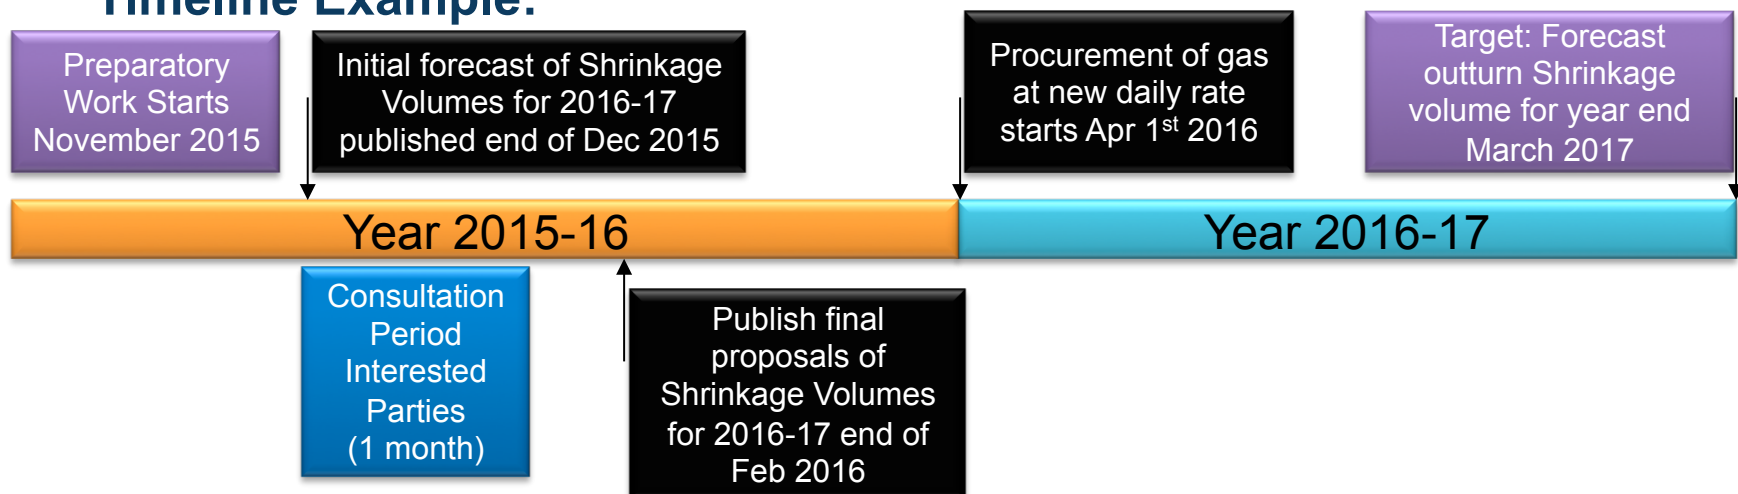 Timeline Example:
Preparatory
Work Starts
November 2015
Initial forecast of Shrinkage
Volumes for 2016-17
published end of Dec 2015
Procurement of gas
at new daily rate
starts Apr 1st 2016
Target: Forecast
outturn Shrinkage
volume for year end
March 2017
Year 2015-16
Year 2016-17
Consultation
Period
Interested
Parties
(1 month)
Publish final
proposals of
Shrinkage Volumes
for 2016-17 end of
Feb 2016